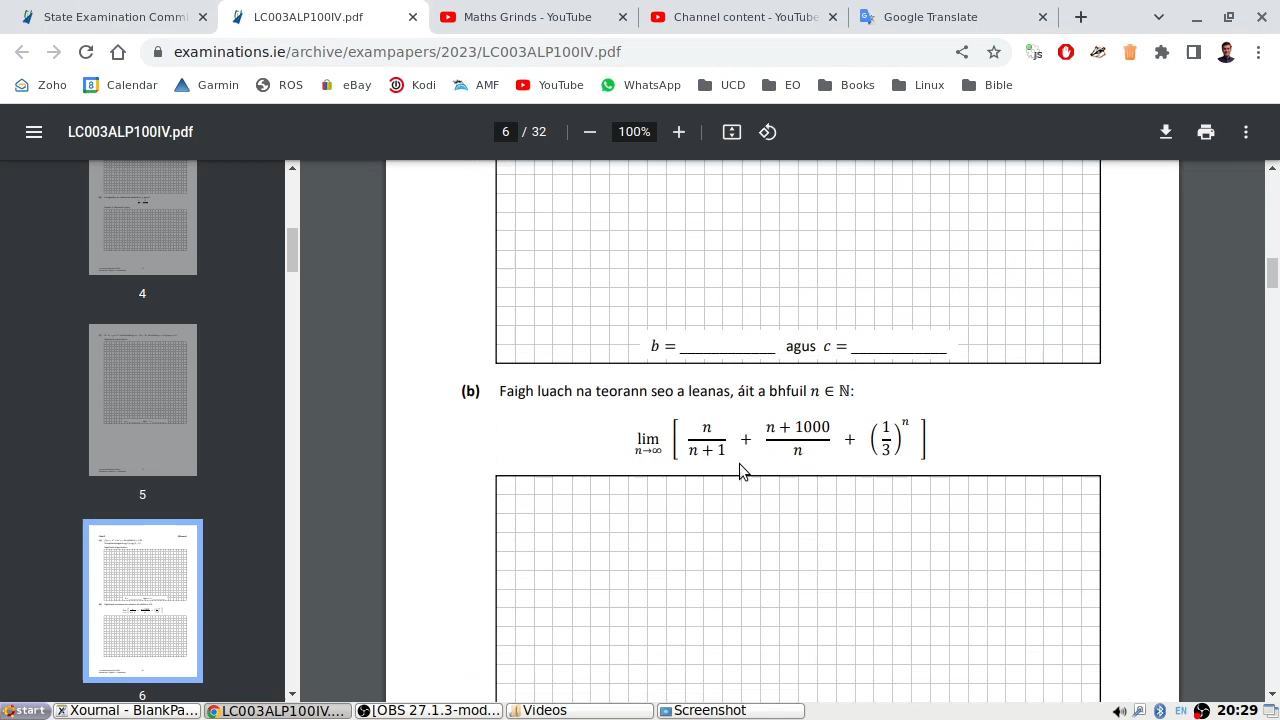 State Examination Commi
LC003ALP100IV.pdf
Maths Grinds - YouTube
Channel content - YouTube
Google Translate
examinations.ie/archive/exampapers/2023/LC003ALP100IV.pdf
Zoho
Calendar
Garmin
ROS
eBay
Kodi
AMF
YouTube
WhatsApp
UCD
EO
Books
Linux
Bible
LC003ALP100IV.pdf
6 / 32
100%
4
5
6
b = ____________ agus c = ____________
(b) Faigh luach na teorann seo a leanas, áit a bhfuil n ∈ ℕ:
lim n→∞ [ n/(n + 1) + (n + 1000)/n + (1/3)^n ]
start
Xournal - BlankPa...
LC003ALP100IV....
[OBS 27.1.3-mod...
Videos
Screenshot
EN
20:29